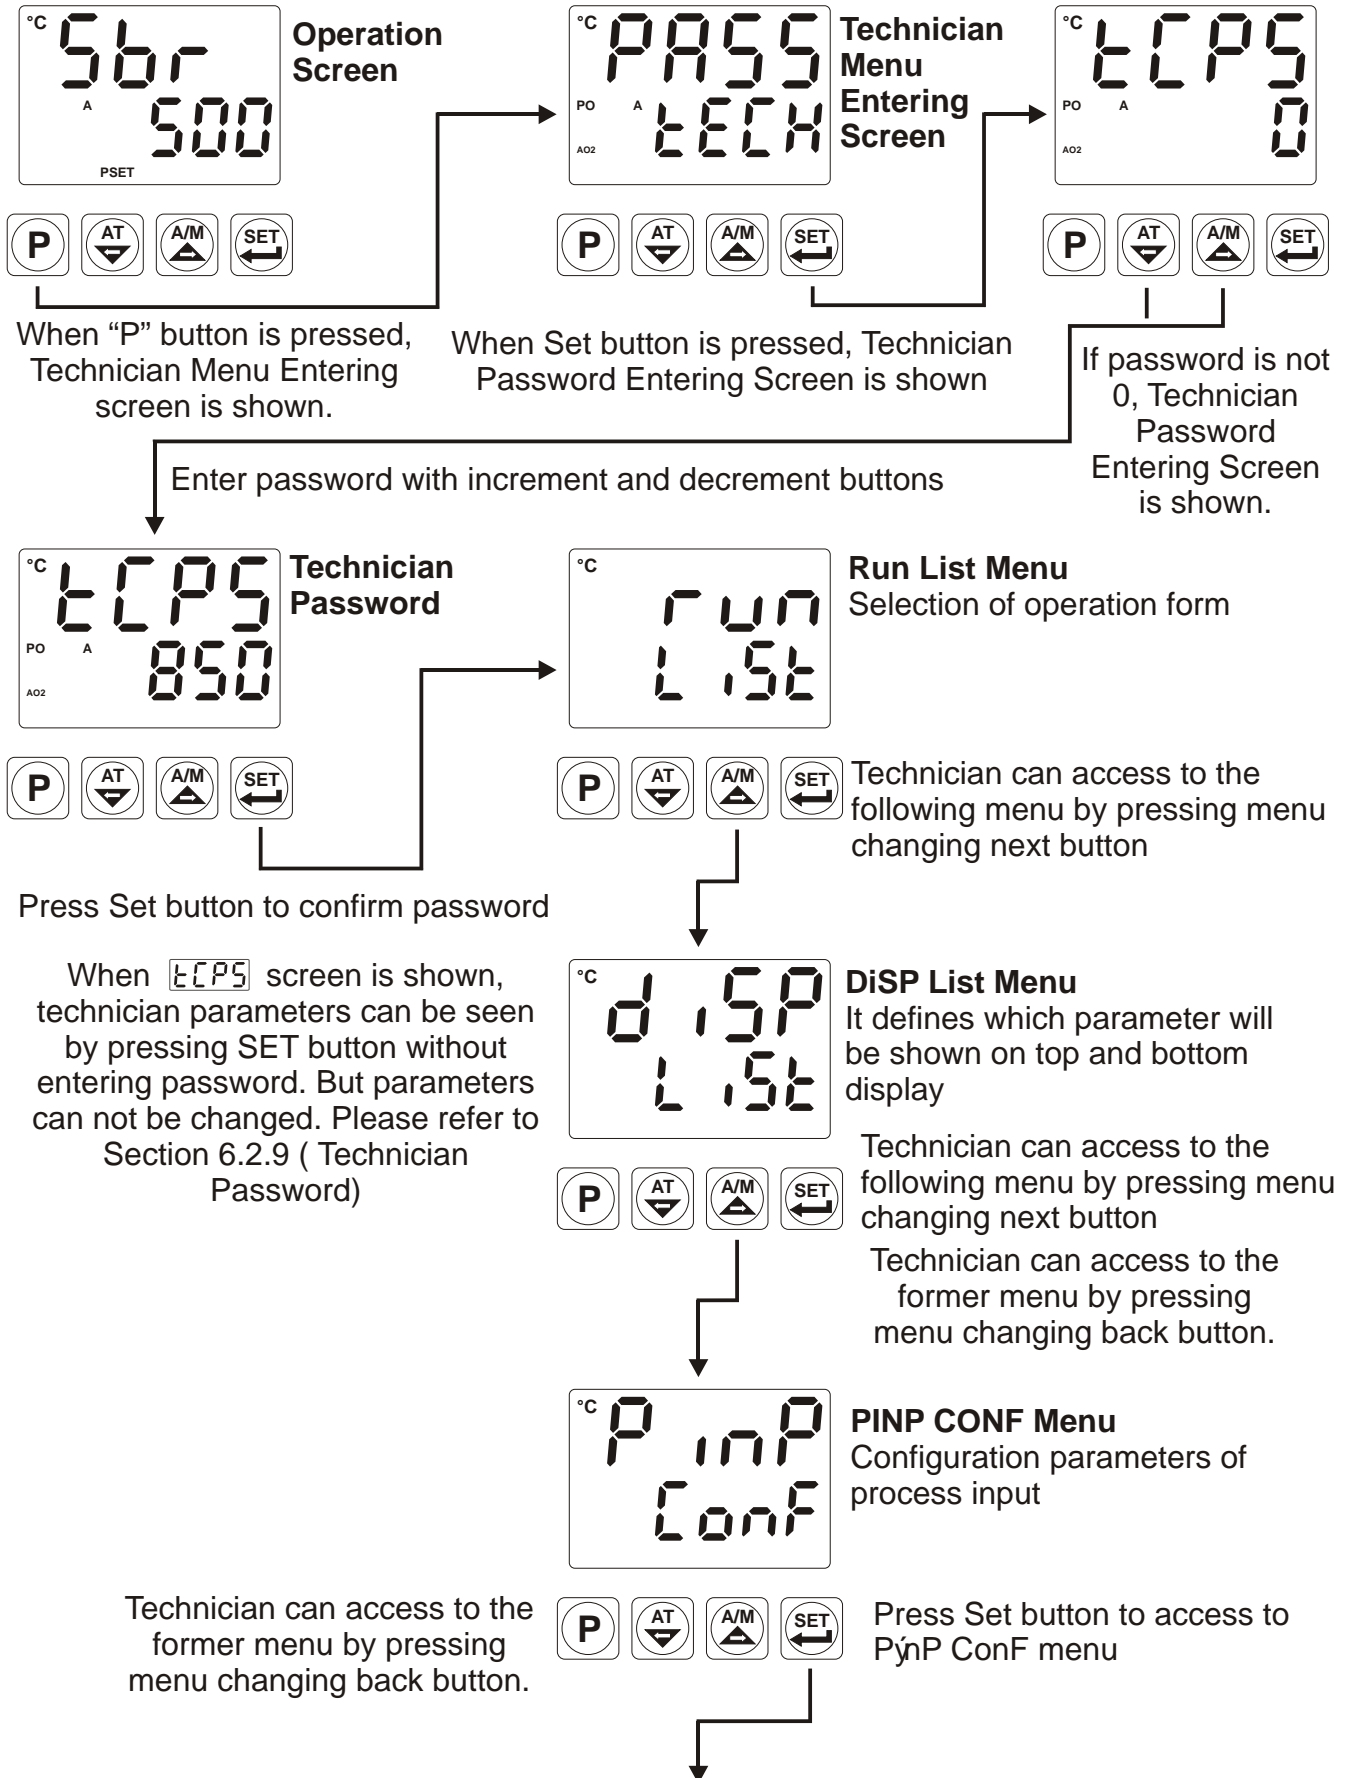 °C
Sbr
A
500
PSET
Operation
Screen
°C
PASS
PO A
tECH
AO2
Technician
Menu
Entering
Screen
°C
tCPS
PO A
0
AO2
P AT A/M SET
P AT A/M SET
P AT A/M SET
When “P” button is pressed,
Technician Menu Entering
screen is shown.
When Set button is pressed, Technician
Password Entering Screen is shown
If password is not
0, Technician
Password
Entering Screen
is shown.
Enter password with increment and decrement buttons
°C
tCPS
PO A
850
AO2
Technician
Password
P AT A/M SET
Press Set button to confirm password
°C
run
LiSt
Run List Menu
Selection of operation form
P AT A/M SET
Technician can access to the
following menu by pressing menu
changing next button
When tCPS screen is shown,
technician parameters can be seen
by pressing SET button without
entering password. But parameters
can not be changed. Please refer to
Section 6.2.9 ( Technician
Password)
°C
diSP
LiSt
DiSP List Menu
It defines which parameter will
be shown on top and bottom
display
P AT A/M SET
Technician can access to the
following menu by pressing menu
changing next button
Technician can access to the
former menu by pressing
menu changing back button.
°C
PinP
ConF
PINP CONF Menu
Configuration parameters of
process input
Technician can access to the
former menu by pressing
menu changing back button.
P AT A/M SET
Press Set button to access to
PýnP ConF menu